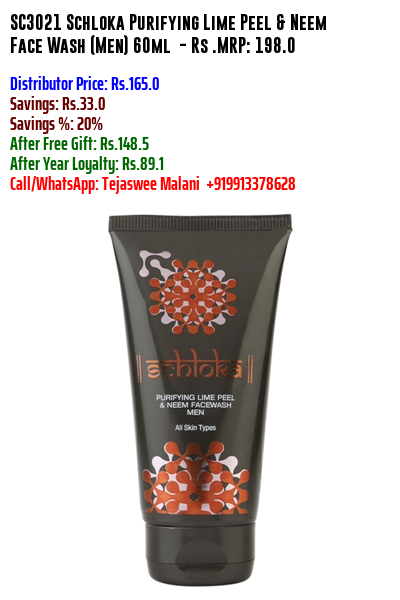 SC3021 Schloka Purifying Lime Peel & Neem
Face Wash (Men) 60ml - Rs .MRP: 198.0
Distributor Price: Rs.165.0
Savings: Rs.33.0
Savings %: 20%
After Free Gift: Rs.148.5
After Year Loyalty: Rs.89.1
Call/WhatsApp: Tejaswee Malani +919913378628
schloka
PURIFYING LIME PEEL
& NEEM FACEWASH
MEN
All Skin Types